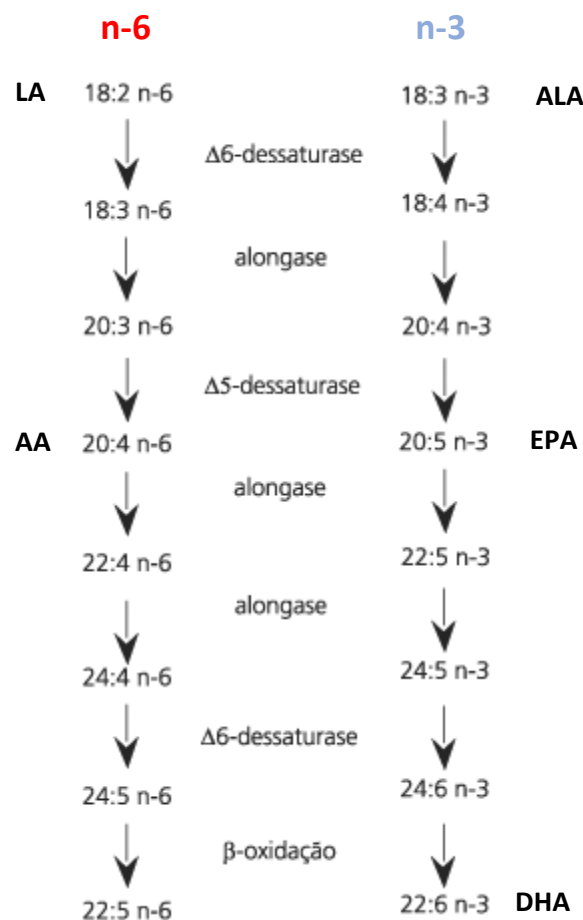 n-6 n-3
LA 18:2 n-6 18:3 n-3 ALA
Δ6-dessaturase
18:3 n-6 18:4 n-3
alongase
20:3 n-6 20:4 n-3
Δ5-dessaturase
AA 20:4 n-6 20:5 n-3 EPA
alongase
22:4 n-6 22:5 n-3
alongase
24:4 n-6 24:5 n-3
Δ6-dessaturase
24:5 n-6 24:6 n-3
β-oxidação
22:5 n-6 22:6 n-3 DHA